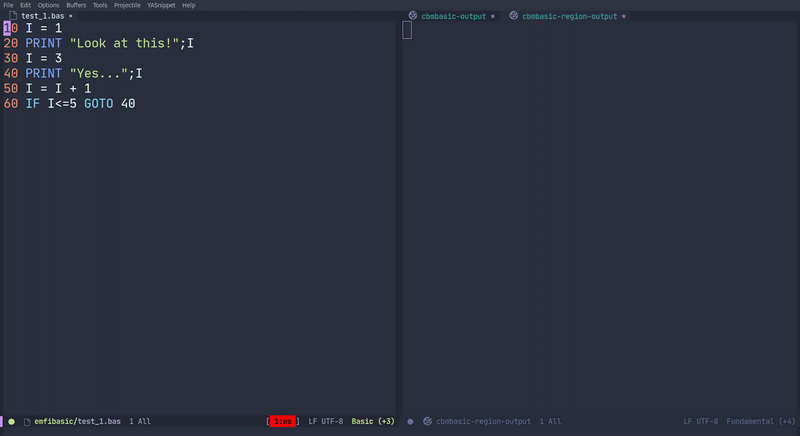 File Edit Options Buffers Tools Projectile YASnippet Help
test_1.bas
cbmbasic-output cbmbasic-region-output
10 I = 1
20 PRINT "Look at this!";I
30 I = 3
40 PRINT "Yes...";I
50 I = I + 1
60 IF I<=5 GOTO 40
emfibasic/test_1.bas 1 All [ 1:wm ] LF UTF-8 Basic (+3)
cbmbasic-region-output 1 All LF UTF-8 Fundamental (+4)